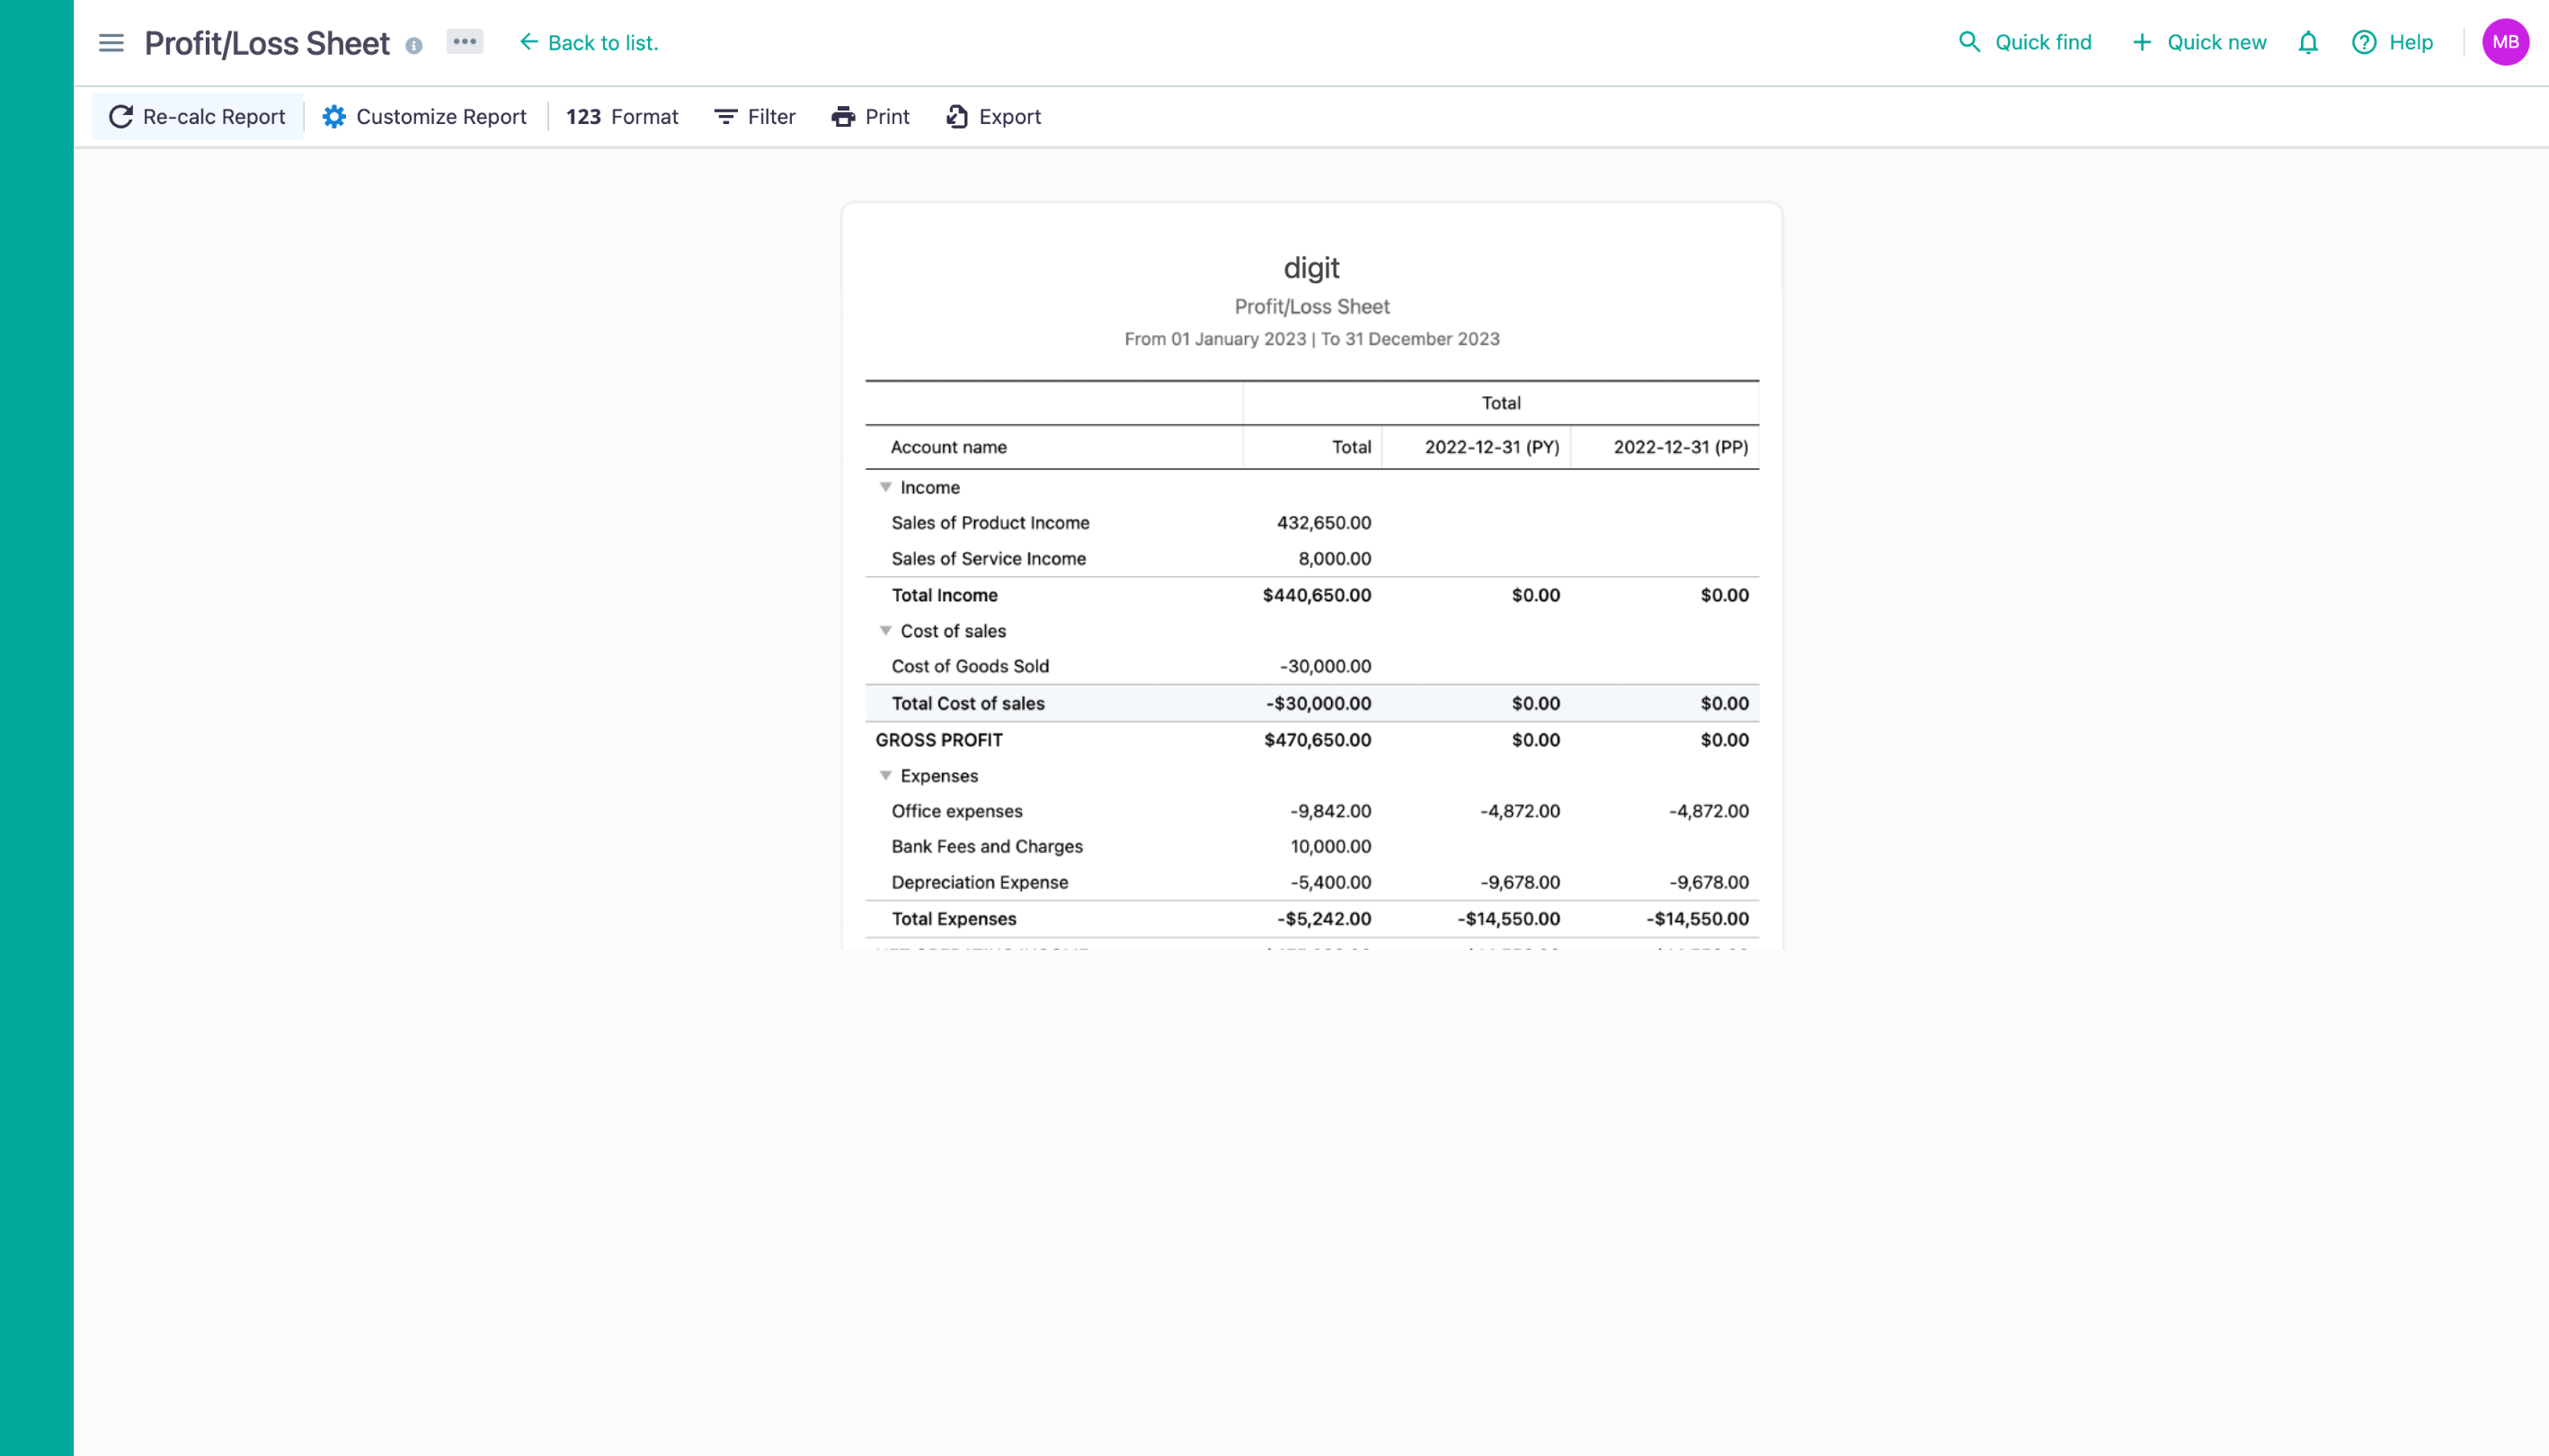 Profit/Loss Sheet ← Back to list. Quick find + Quick new Help MB
Re-calc Report Customize Report 123 Format Filter Print Export
digit
Profit/Loss Sheet
From 01 January 2023 | To 31 December 2023
Total
Account name Total 2022-12-31 (PY) 2022-12-31 (PP)
Income
Sales of Product Income 432,650.00
Sales of Service Income 8,000.00
Total Income $440,650.00 $0.00 $0.00
Cost of sales
Cost of Goods Sold -30,000.00
Total Cost of sales -$30,000.00 $0.00 $0.00
GROSS PROFIT $470,650.00 $0.00 $0.00
Expenses
Office expenses -9,842.00 -4,872.00 -4,872.00
Bank Fees and Charges 10,000.00
Depreciation Expense -5,400.00 -9,678.00 -9,678.00
Total Expenses -$5,242.00 -$14,550.00 -$14,550.00